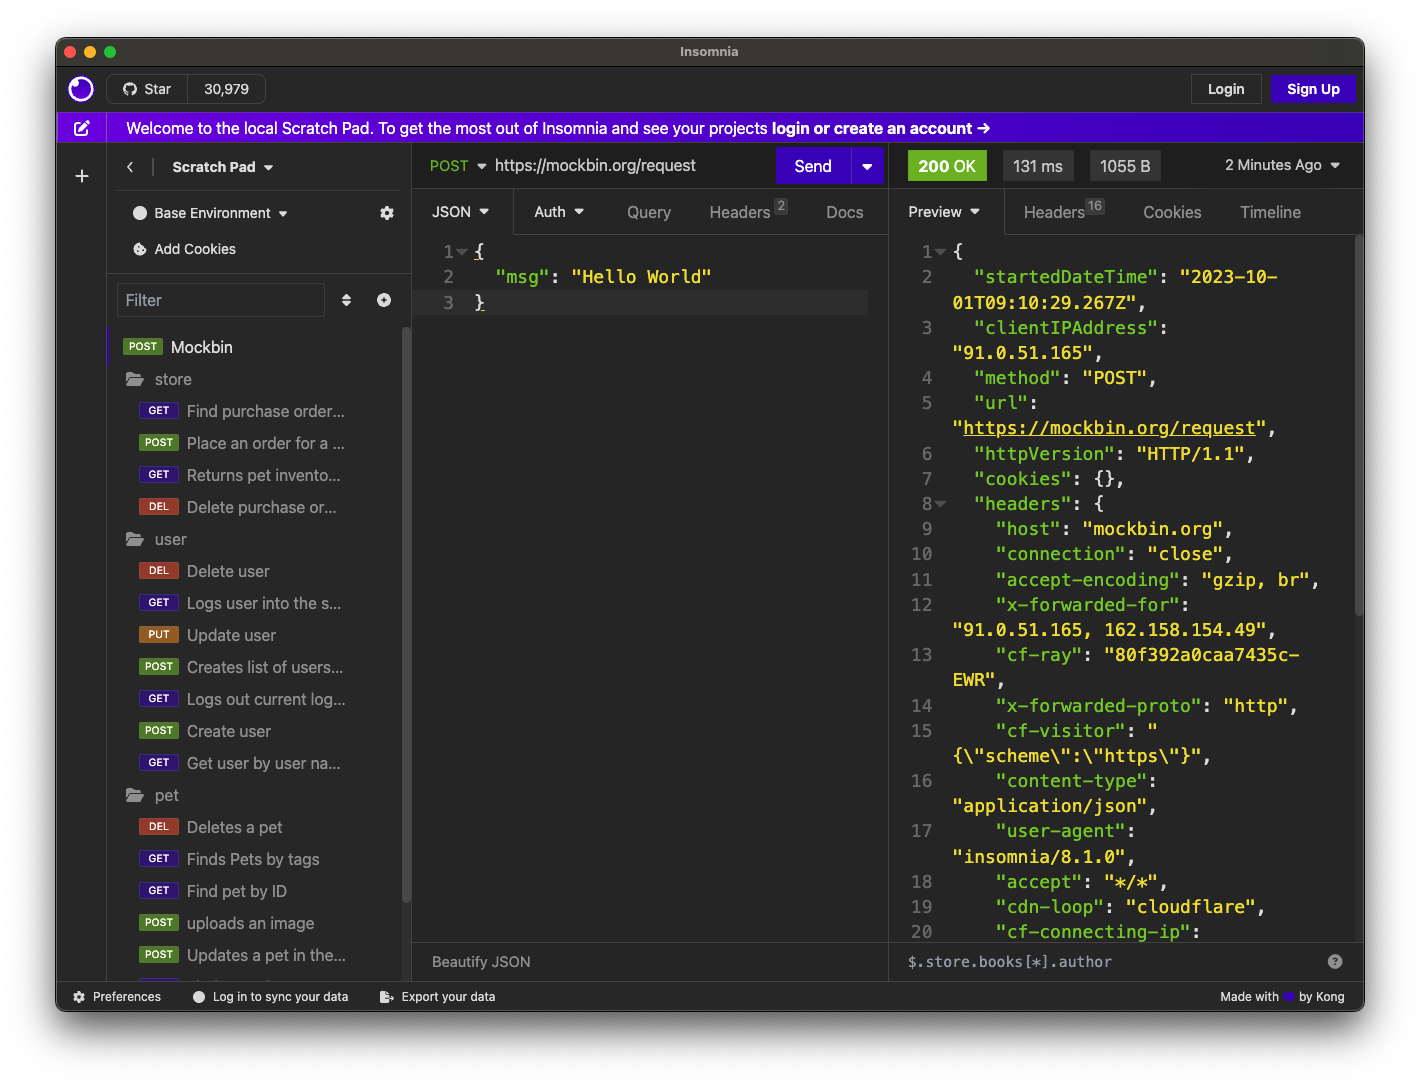 Insomnia
Star 30,979
Login Sign Up
Welcome to the local Scratch Pad. To get the most out of Insomnia and see your projects login or create an account →
Scratch Pad
Base Environment
Add Cookies
Filter
POST Mockbin
store
GET Find purchase order...
POST Place an order for a ...
GET Returns pet invento...
DEL Delete purchase or...
user
DEL Delete user
GET Logs user into the s...
PUT Update user
POST Creates list of users...
GET Logs out current log...
POST Create user
GET Get user by user na...
pet
DEL Deletes a pet
GET Finds Pets by tags
GET Find pet by ID
POST uploads an image
POST Updates a pet in the...
POST https://mockbin.org/request Send
JSON Auth Query Headers 2 Docs
1 {
2 "msg": "Hello World"
3 }
Beautify JSON
200 OK 131 ms 1055 B 2 Minutes Ago
Preview Headers 16 Cookies Timeline
1 {
2 "startedDateTime": "2023-10-
01T09:10:29.267Z",
3 "clientIPAddress":
"91.0.51.165",
4 "method": "POST",
5 "url":
"https://mockbin.org/request",
6 "httpVersion": "HTTP/1.1",
7 "cookies": {},
8 "headers": {
9 "host": "mockbin.org",
10 "connection": "close",
11 "accept-encoding": "gzip, br",
12 "x-forwarded-for":
"91.0.51.165, 162.158.154.49",
13 "cf-ray": "80f392a0caa7435c-
EWR",
14 "x-forwarded-proto": "http",
15 "cf-visitor": "
{\"scheme\":\"https\"}",
16 "content-type":
"application/json",
17 "user-agent":
"insomnia/8.1.0",
18 "accept": "*/*",
19 "cdn-loop": "cloudflare",
20 "cf-connecting-ip":
$.store.books[*].author ?
Preferences Log in to sync your data Export your data Made with 💜 by Kong